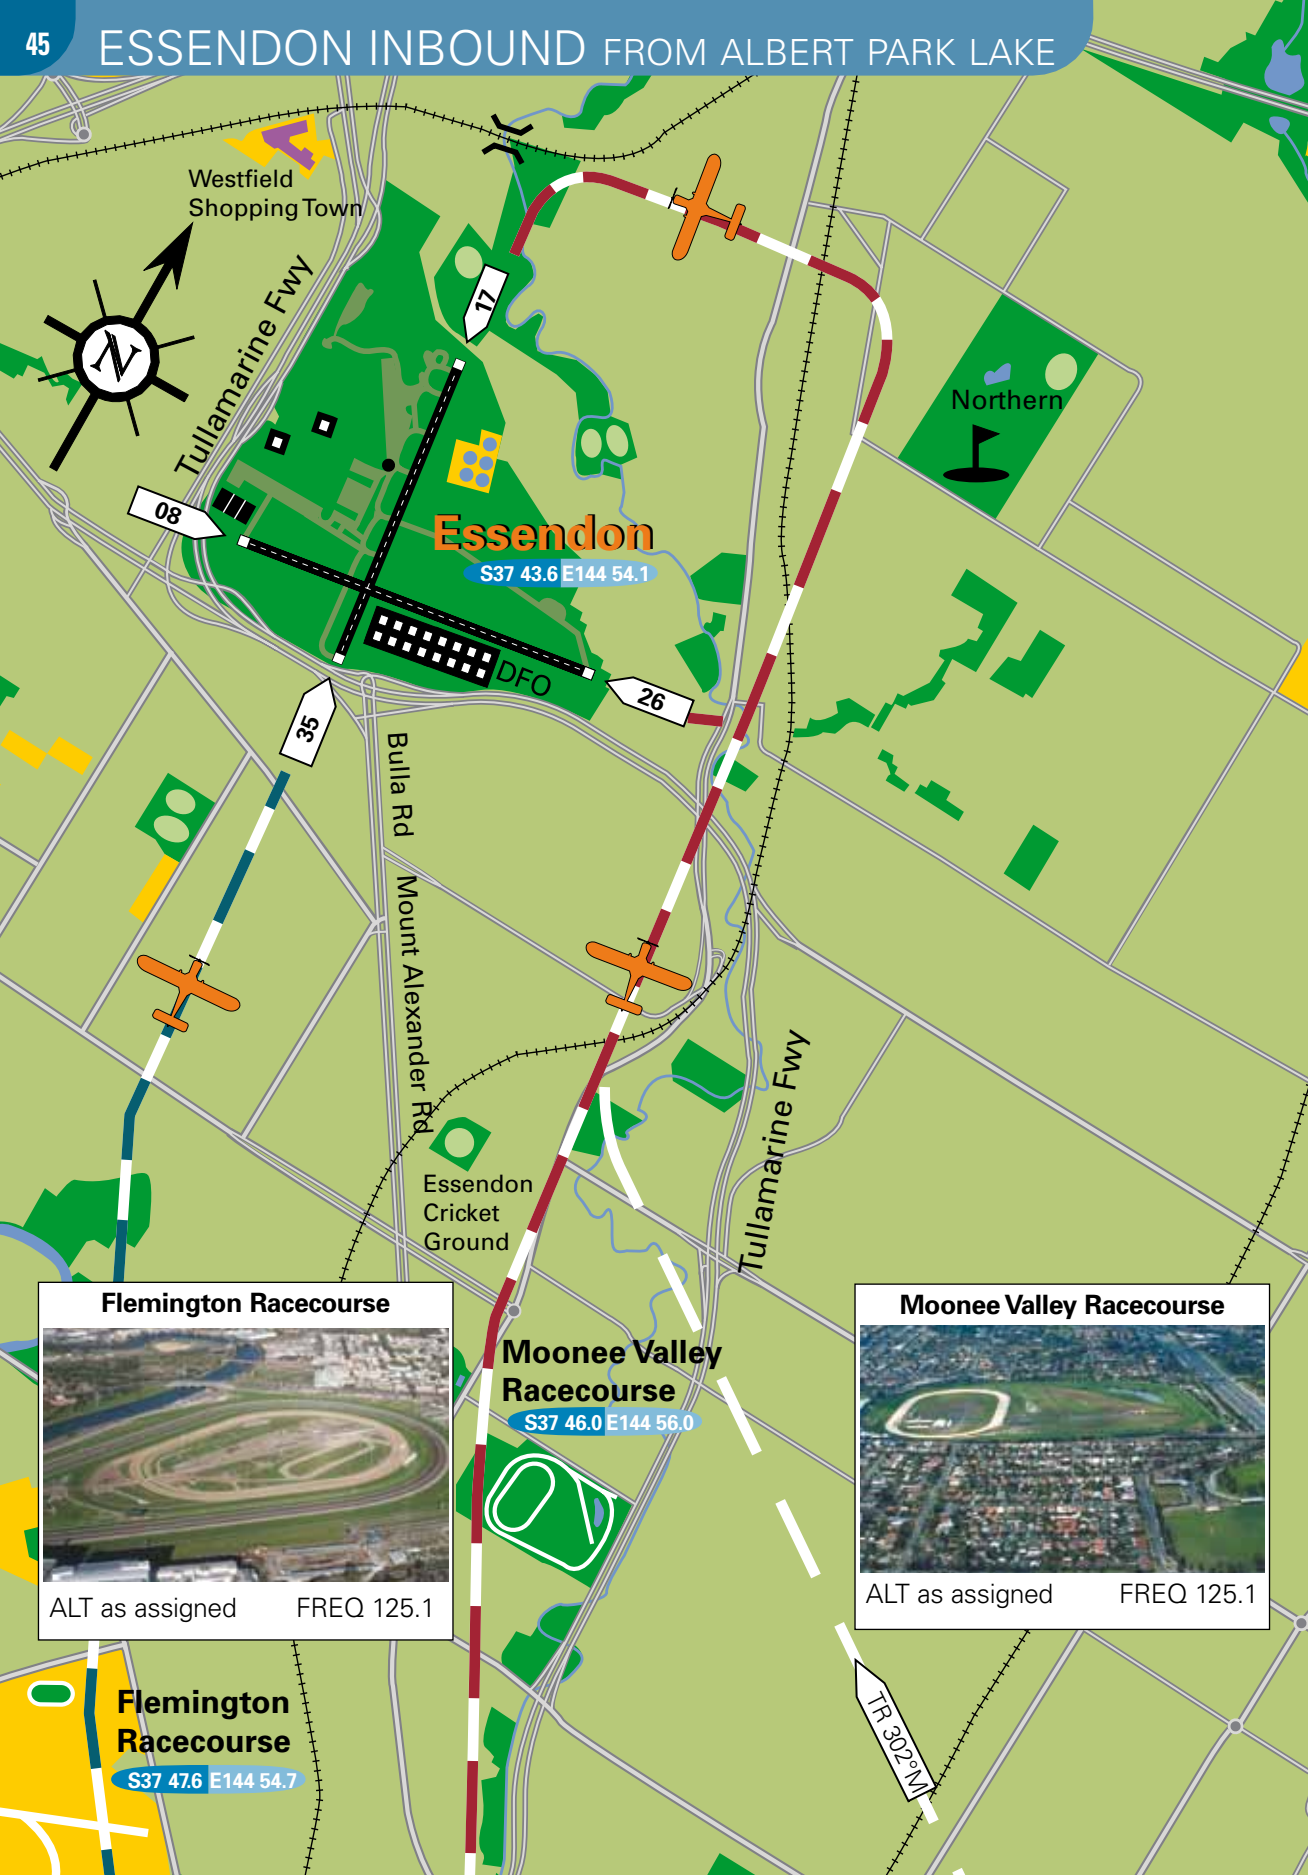 45
ESSENDON INBOUND FROM ALBERT PARK LAKE
Westfield
Shopping Town
Tullamarine Fwy
N
17
Northern
08
Essendon
S37 43.6 E144 54.1
DFO
26
35
Bulla Rd
Mount Alexander Rd
Tullamarine Fwy
Essendon
Cricket
Ground
Flemington Racecourse
ALT as assigned FREQ 125.1
Moonee Valley
Racecourse
S37 46.0 E144 56.0
Moonee Valley Racecourse
ALT as assigned FREQ 125.1
TR 302°M
Flemington
Racecourse
S37 47.6 E144 54.7